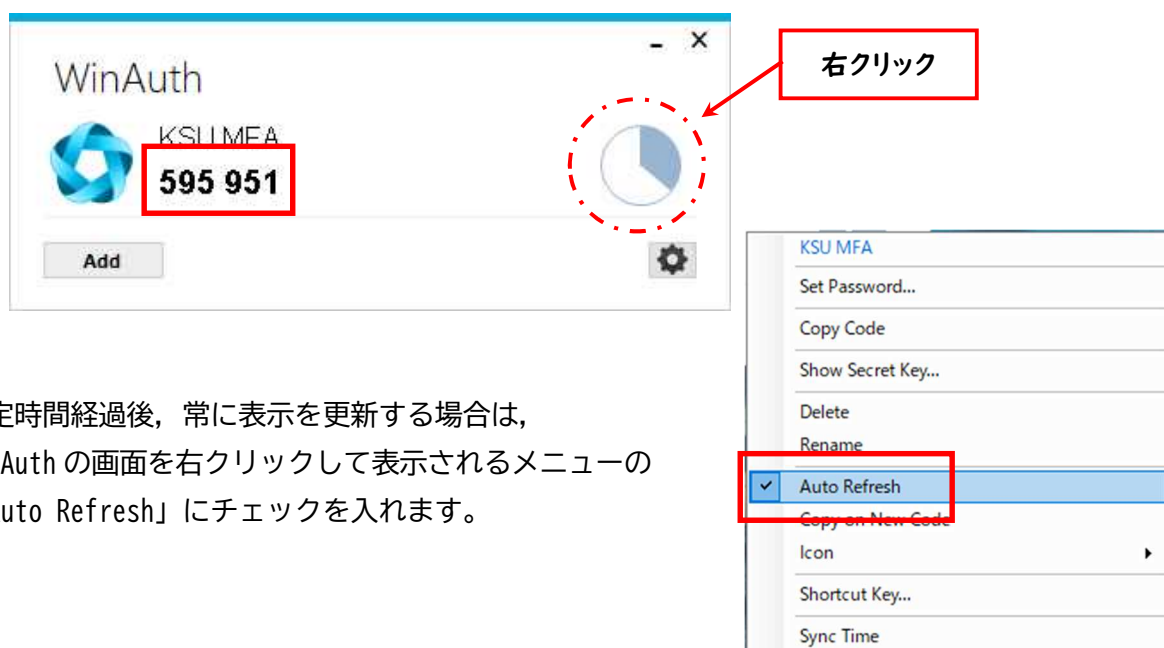 WinAuth
KSU MFA
595 951
Add
右クリック
定時間経過後，常に表示を更新する場合は，
Auth の画面を右クリックして表示されるメニューの
uto Refresh」にチェックを入れます。
KSU MFA
Set Password...
Copy Code
Show Secret Key...
Delete
Rename
Auto Refresh
Copy on New Code
Icon
Shortcut Key...
Sync Time